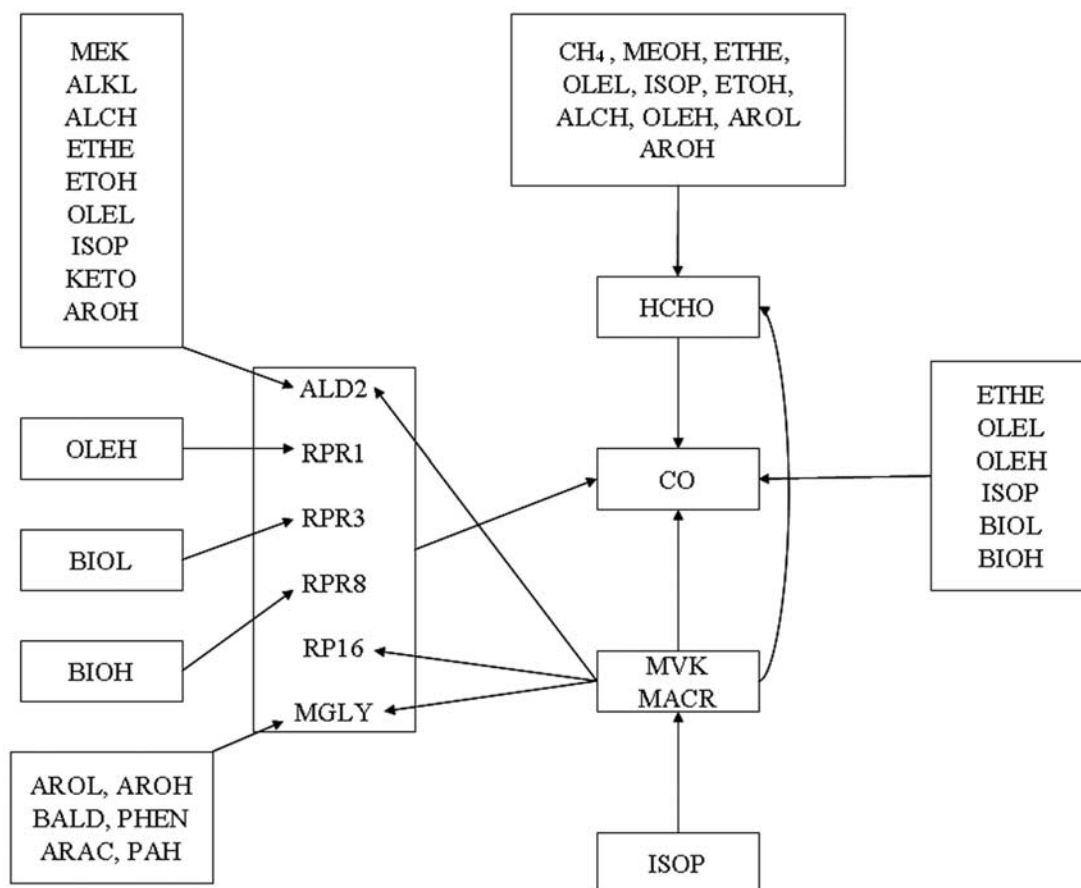 MEK
ALKL
ALCH
ETHE
ETOH
OLEL
ISOP
KETO
AROH
CH₄ , MEOH, ETHE,
OLEL, ISOP, ETOH,
ALCH, OLEH, AROL
AROH
HCHO
ALD2
OLEH
RPR1
CO
ETHE
OLEL
OLEH
ISOP
BIOL
BIOH
BIOL
RPR3
BIOH
RPR8
RP16
MGLY
MVK
MACR
AROL, AROH
BALD, PHEN
ARAC, PAH
ISOP